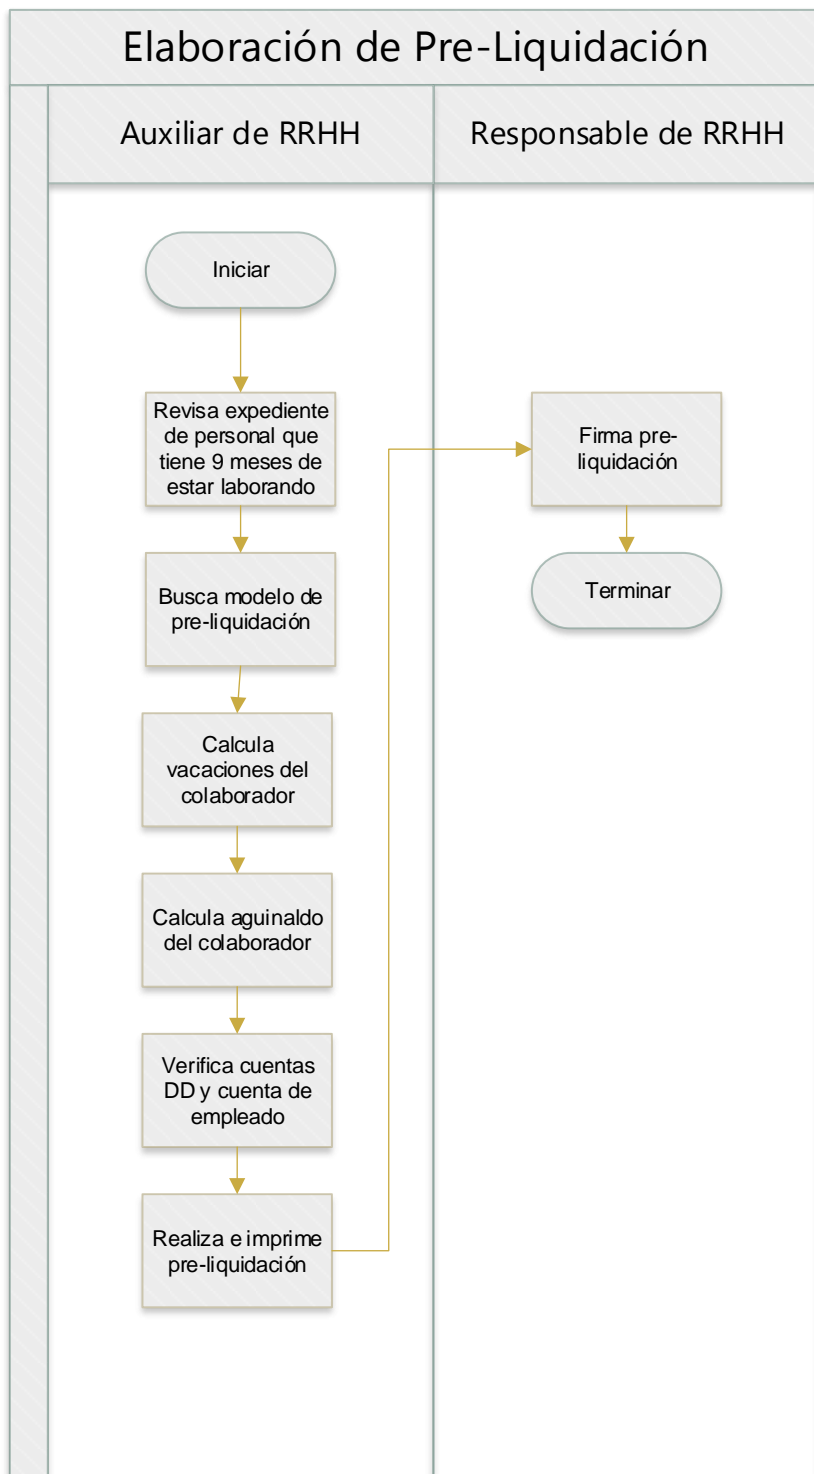 Elaboración de Pre-Liquidación
Auxiliar de RRHH
Responsable de RRHH
Iniciar
Revisa expediente
de personal que
tiene 9 meses de
estar laborando
Busca modelo de
pre-liquidación
Calcula
vacaciones del
colaborador
Calcula aguinaldo
del colaborador
Verifica cuentas
DD y cuenta de
empleado
Realiza e imprime
pre-liquidación
Firma pre-
liquidación
Terminar